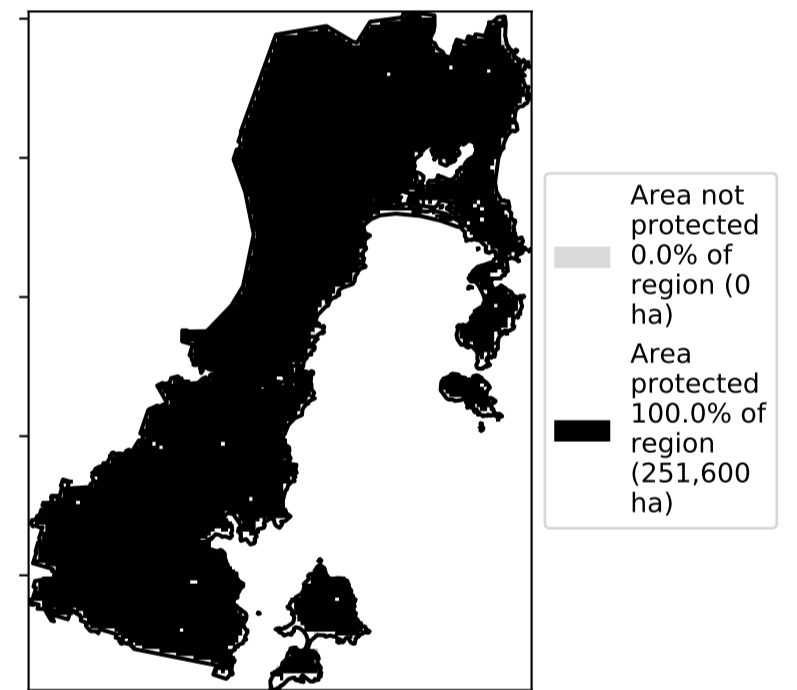 Area not
protected
0.0% of
region (0
ha)
Area
protected
100.0% of
region
(251,600
ha)